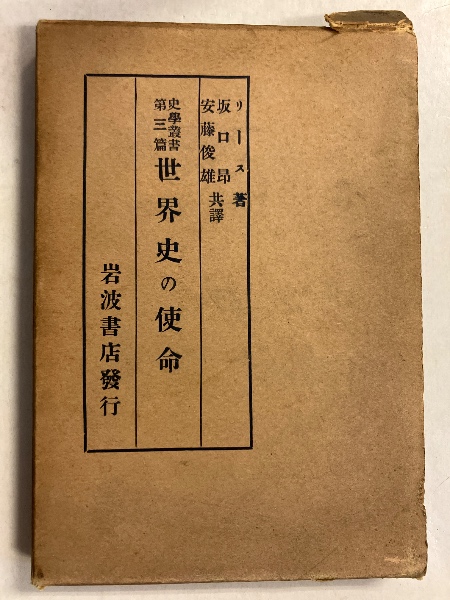 リース著
坂口昂
安藤俊雄
共譯
史學叢書
第三篇
世界史の使命
岩波書店發行